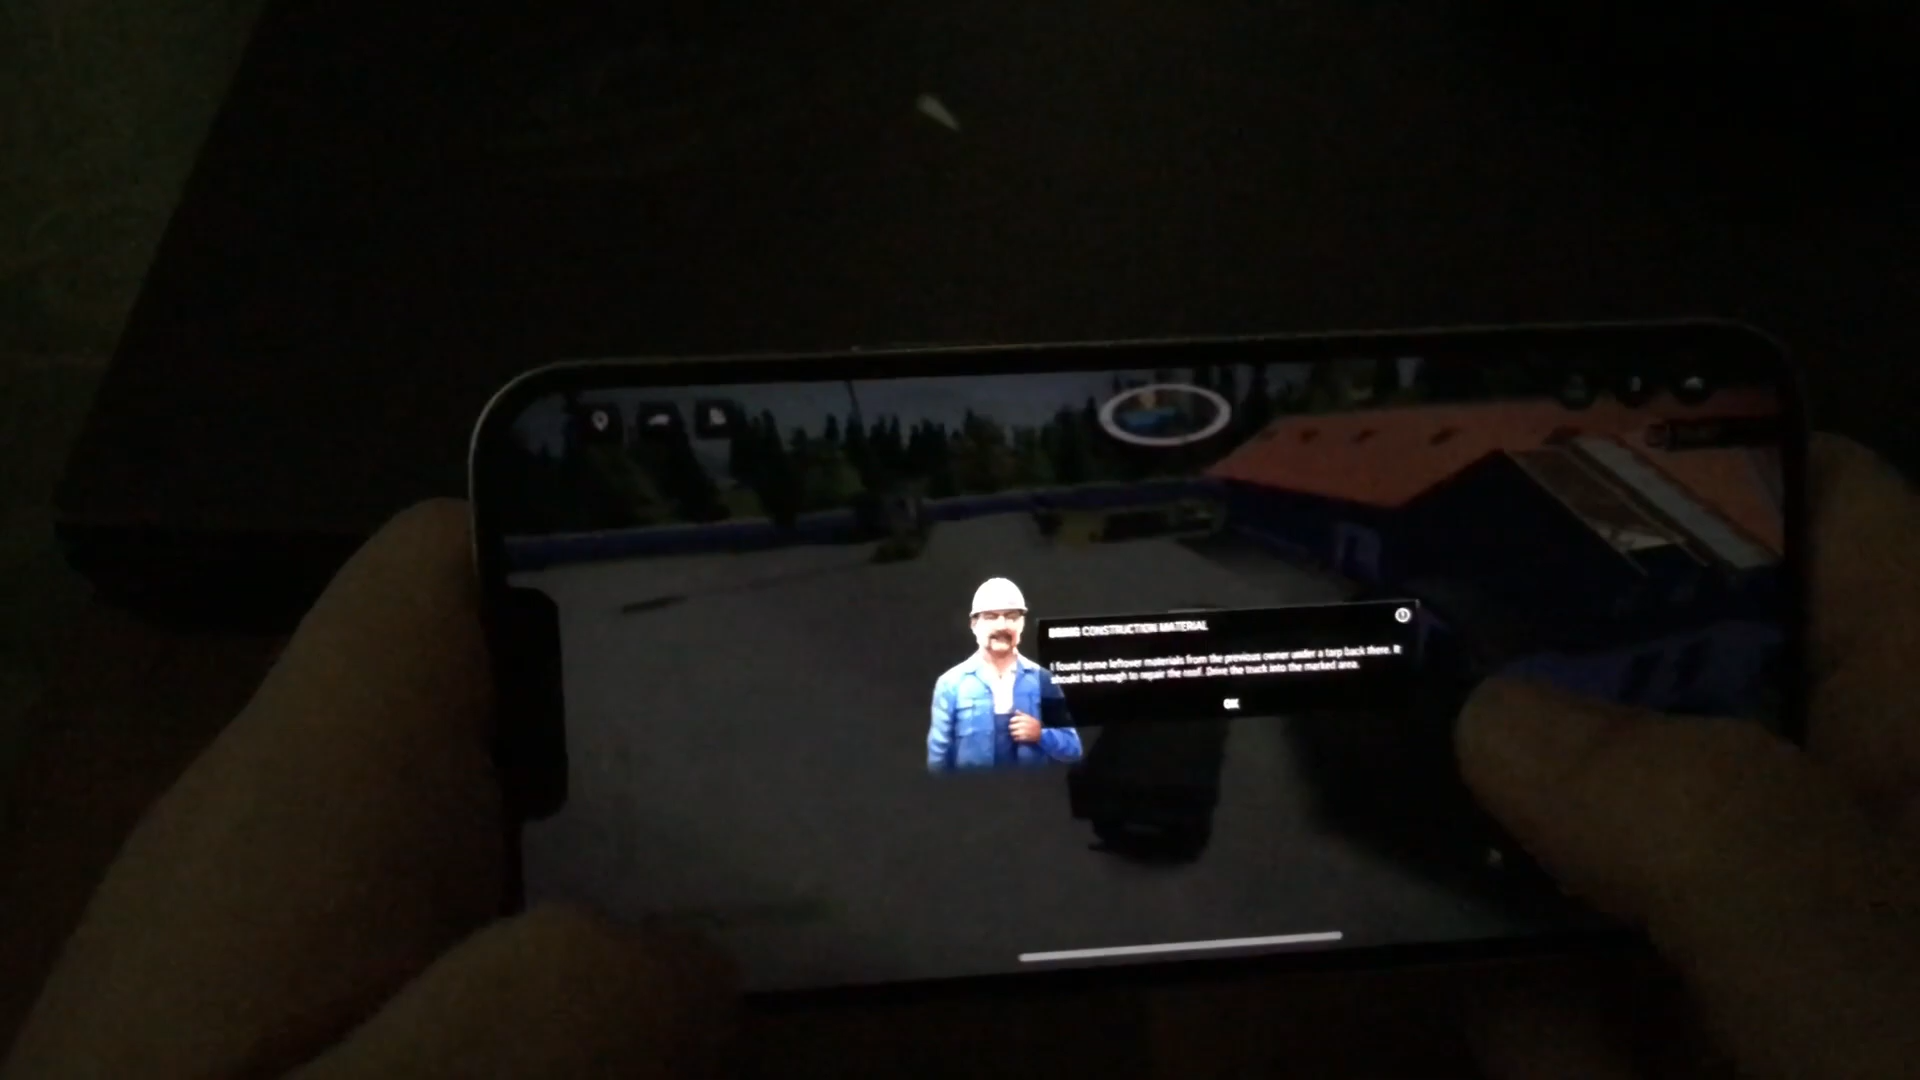 BRING CONSTRUCTION MATERIAL
I found some leftover materials from the previous owner under a tarp back there. It
should be enough to repair the roof. Drive the truck into the marked area.
OK